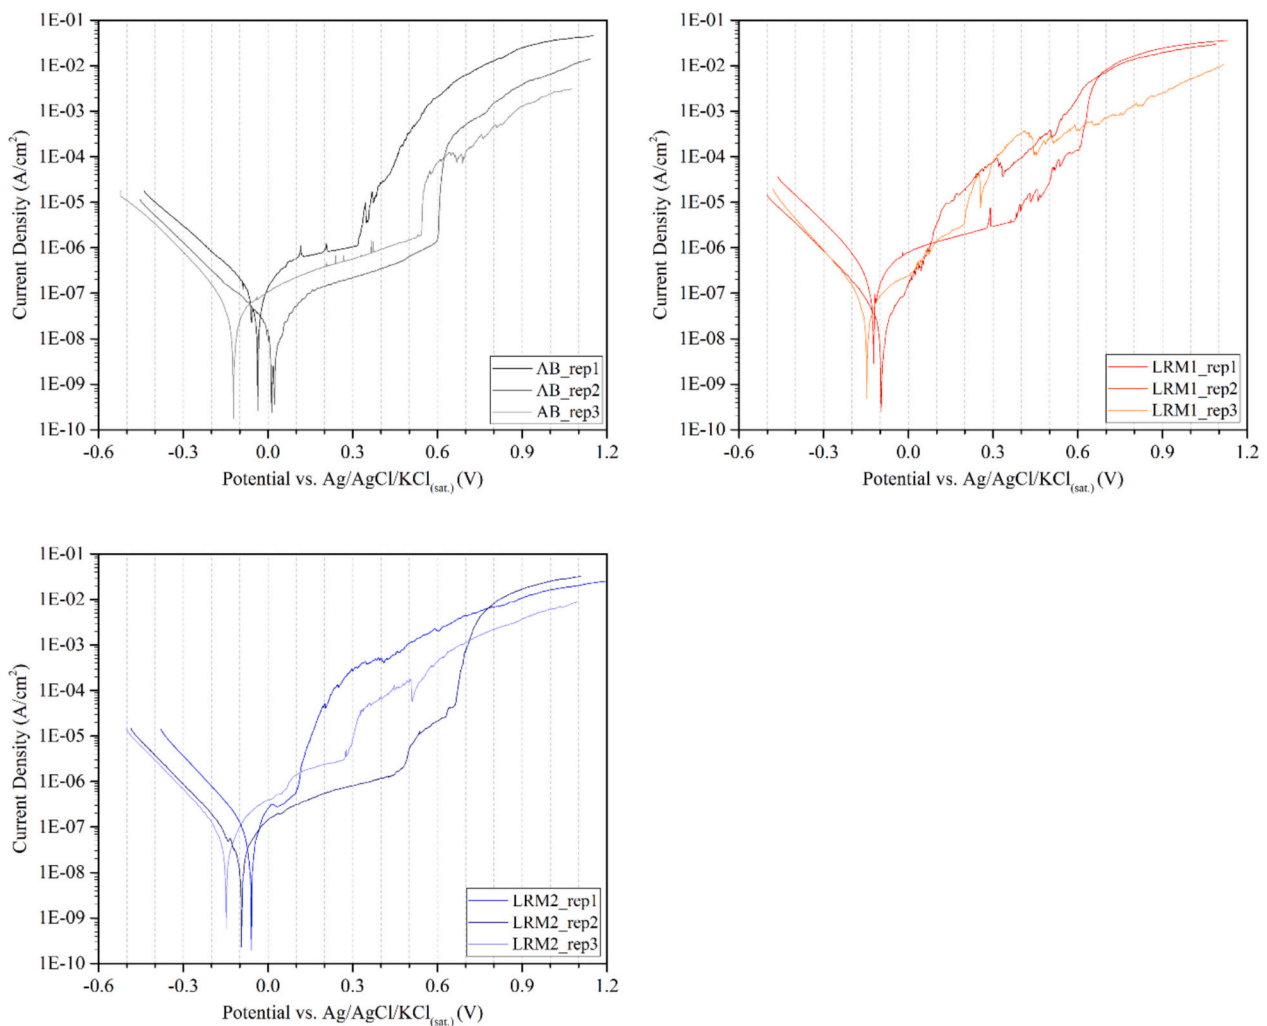 1E-01
1E-02
1E-03
1E-04
1E-05
1E-06
1E-07
1E-08
1E-09
1E-10
Current Density (A/cm²)
-0.6 -0.3 0.0 0.3 0.6 0.9 1.2
Potential vs. Ag/AgCl/KCl(sat.) (V)
AB_rep1
AB_rep2
AB_rep3
1E-01
1E-02
1E-03
1E-04
1E-05
1E-06
1E-07
1E-08
1E-09
1E-10
Current Density (A/cm²)
-0.6 -0.3 0.0 0.3 0.6 0.9 1.2
Potential vs. Ag/AgCl/KCl(sat.) (V)
LRM1_rep1
LRM1_rep2
LRM1_rep3
1E-01
1E-02
1E-03
1E-04
1E-05
1E-06
1E-07
1E-08
1E-09
1E-10
Current Density (A/cm²)
-0.6 -0.3 0.0 0.3 0.6 0.9 1.2
Potential vs. Ag/AgCl/KCl(sat.) (V)
LRM2_rep1
LRM2_rep2
LRM2_rep3